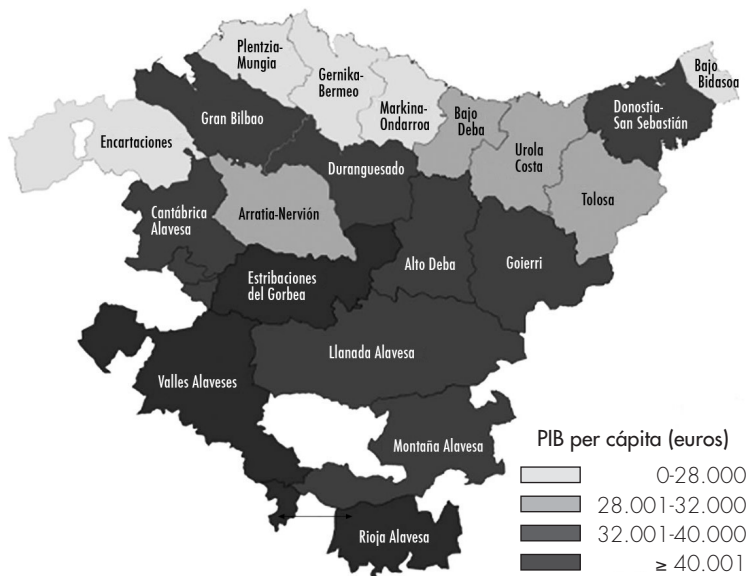 Plentzia-
Mungia
Gernika-
Bermeo
Markina-
Ondarroa
Bajo
Deba
Urola
Costa
Donostia-
San Sebastián
Bajo
Bidasoa
Gran Bilbao
Encartaciones
Duranguesado
Tolosa
Cantábrica
Alavesa
Arratia-Nervión
Alto Deba
Goierri
Estribaciones
del Gorbea
Llanada Alavesa
Valles Alaveses
Montaña Alavesa
Rioja Alavesa
PIB per cápita (euros)
0-28.000
28.001-32.000
32.001-40.000
≥ 40.001